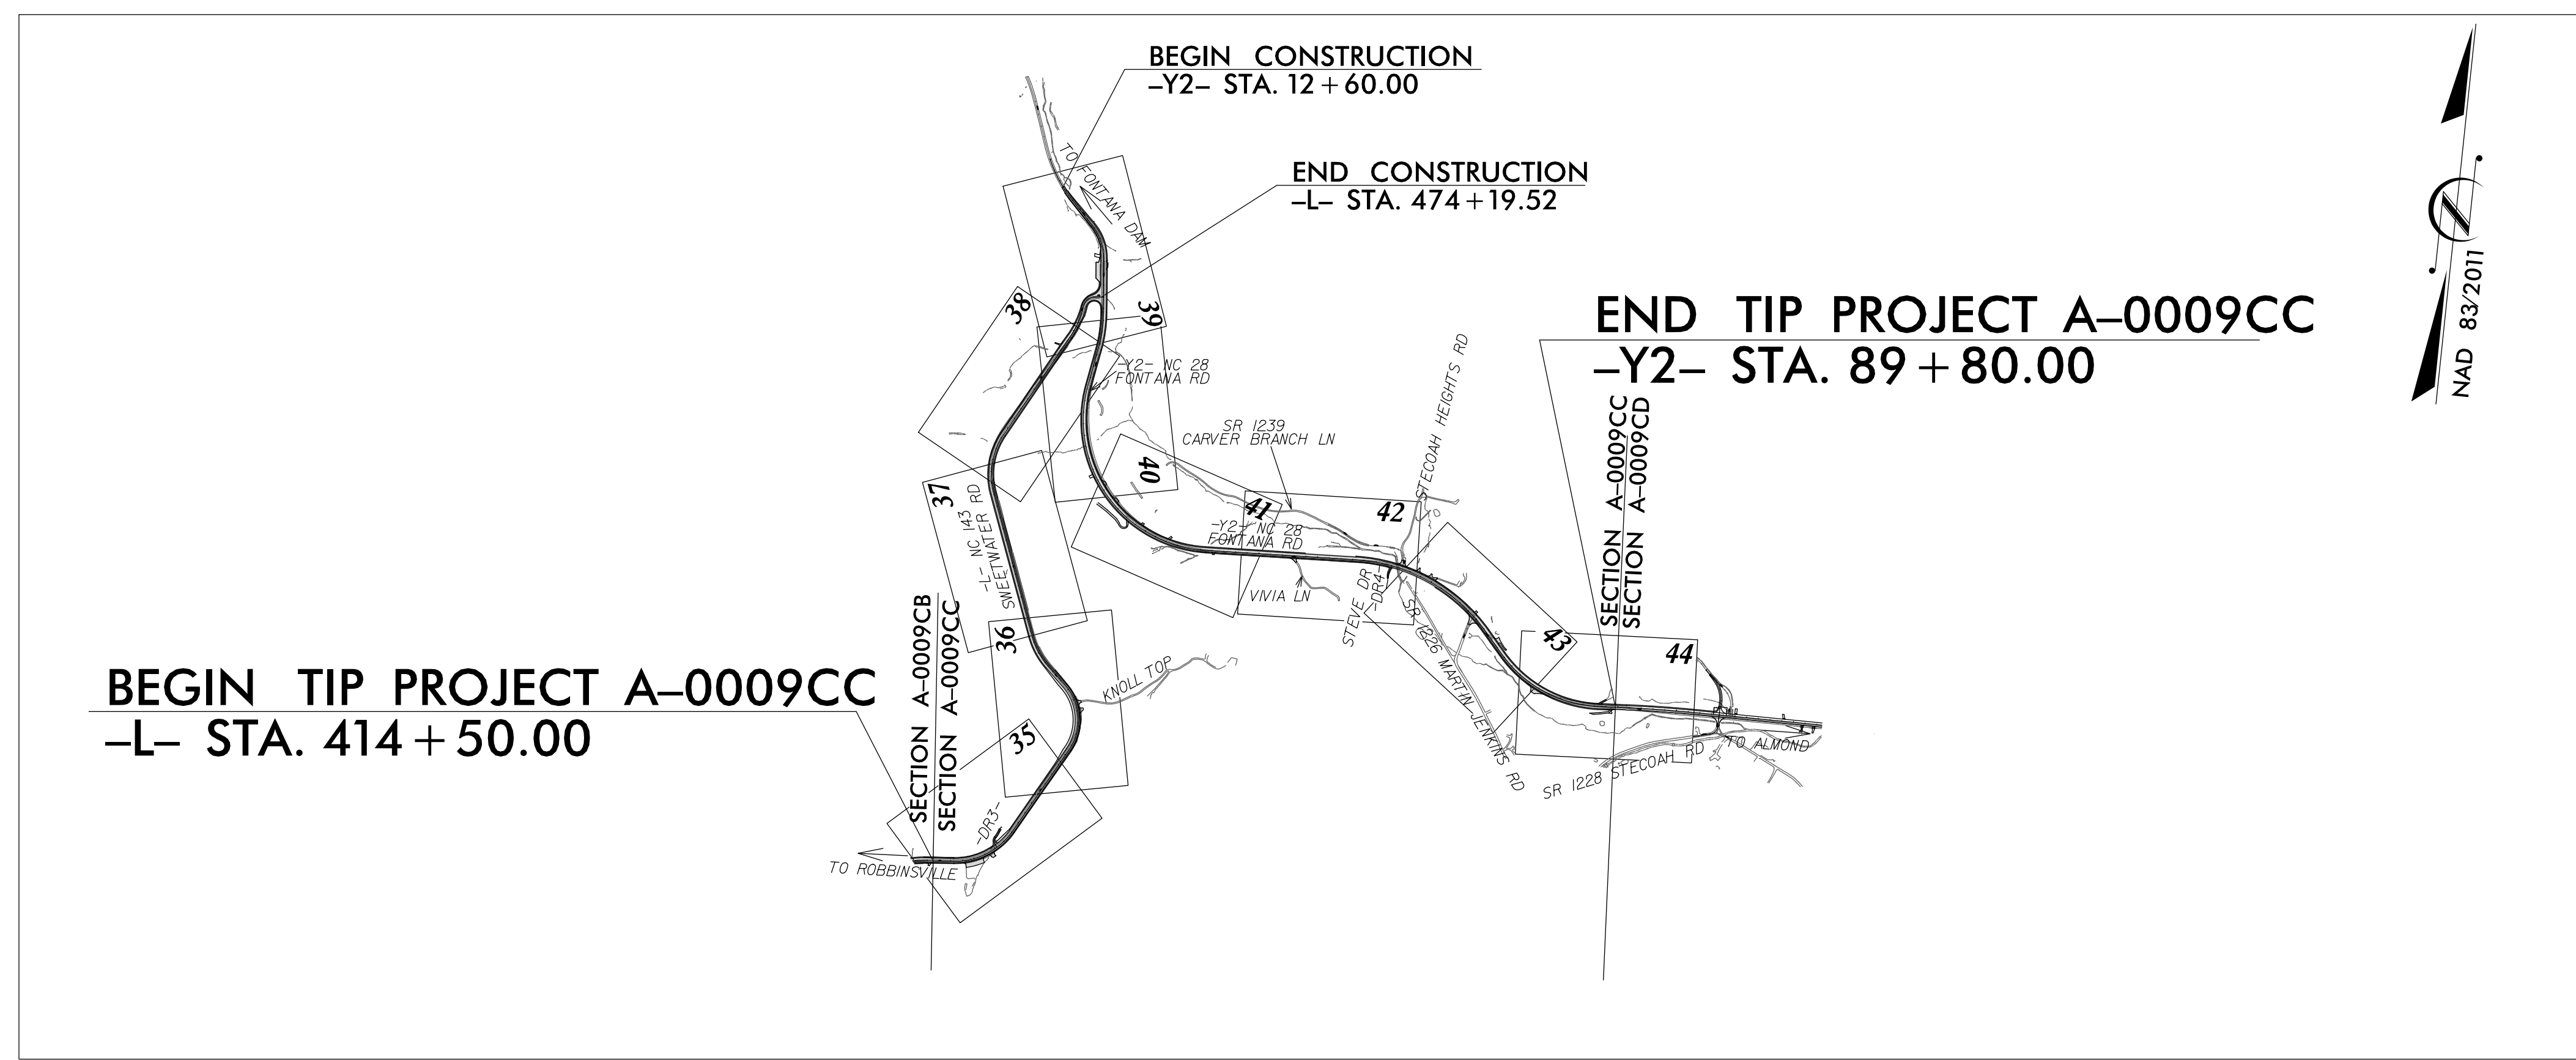 BEGIN CONSTRUCTION
–Y2– STA. 12+60.00
END CONSTRUCTION
–L– STA. 474+19.52
TO FONTANA DAM
NAD 83/2011
END TIP PROJECT A–0009CC
–Y2– STA. 89+80.00
38
39
-Y2- NC 28
FONTANA RD
STECOAH HEIGHTS RD
SR 1239
CARVER BRANCH LN
SECTION A–0009CC
SECTION A–0009CD
37
40
41
42
-L- NC 143
SWEETWATER RD
-Y2- NC 28
FONTANA RD
VIVIA LN
STEVE DR
-DR4-
SR 1226 MARTIN JENKINS RD
43
44
36
SECTION A–0009CB
SECTION A–0009CC
BEGIN TIP PROJECT A–0009CC
–L– STA. 414+50.00
KNOLL TOP
35
-DR3-
TO ROBBINSVILLE
SR 1228 STECOAH RD
TO ALMOND